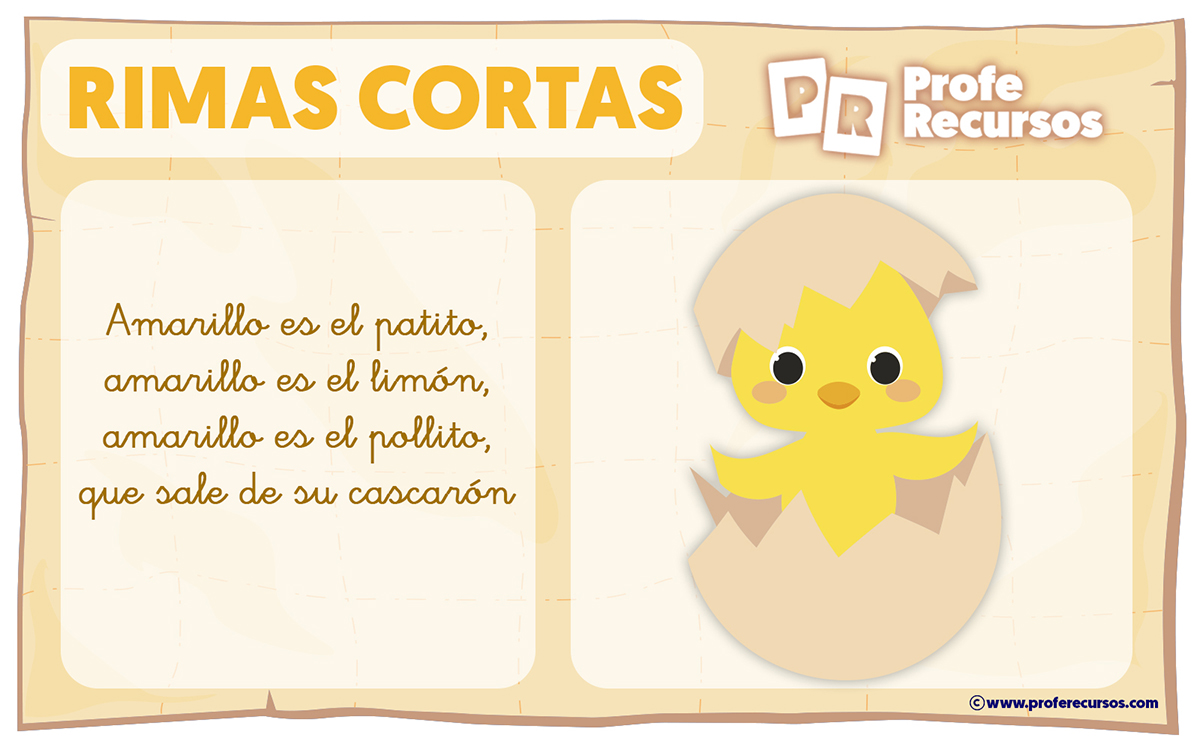 RIMAS CORTAS
PR
Profe
Recursos
Amarillo es el patito,
amarillo es el limón,
amarillo es el pollito,
que sale de su cascarón
©www.proferecursos.com